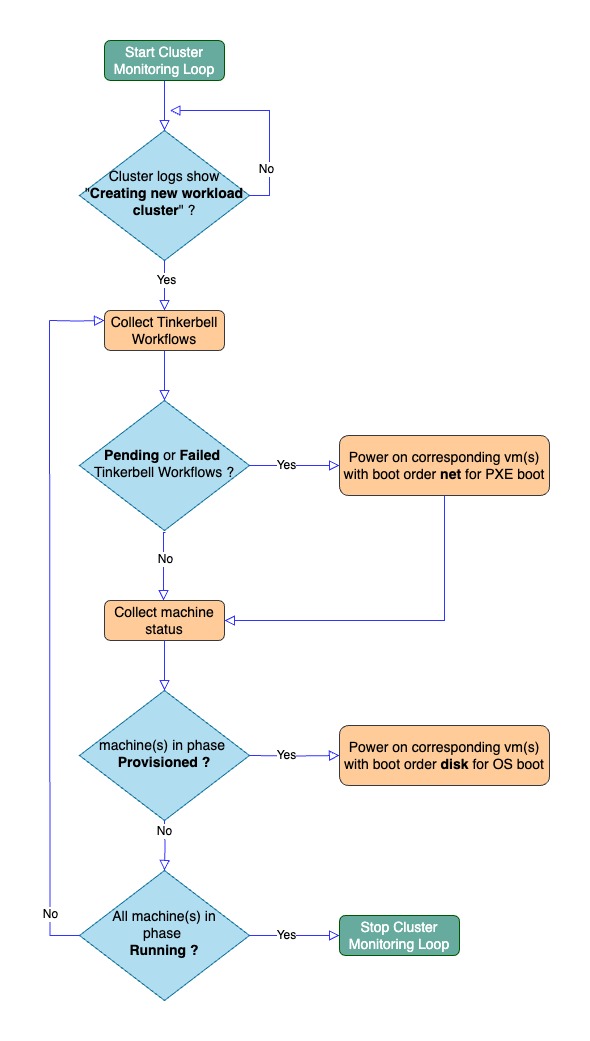 Start Cluster
Monitoring Loop
No
Cluster logs show
"Creating new workload
cluster" ?
Yes
Collect Tinkerbell
Workflows
Pending or Failed
Tinkerbell Workflows ?
Yes
Power on corresponding vm(s)
with boot order net for PXE boot
No
Collect machine
status
machine(s) in phase
Provisioned ?
Yes
Power on corresponding vm(s)
with boot order disk for OS boot
No
No
All machine(s) in
phase
Running ?
Yes
Stop Cluster
Monitoring Loop